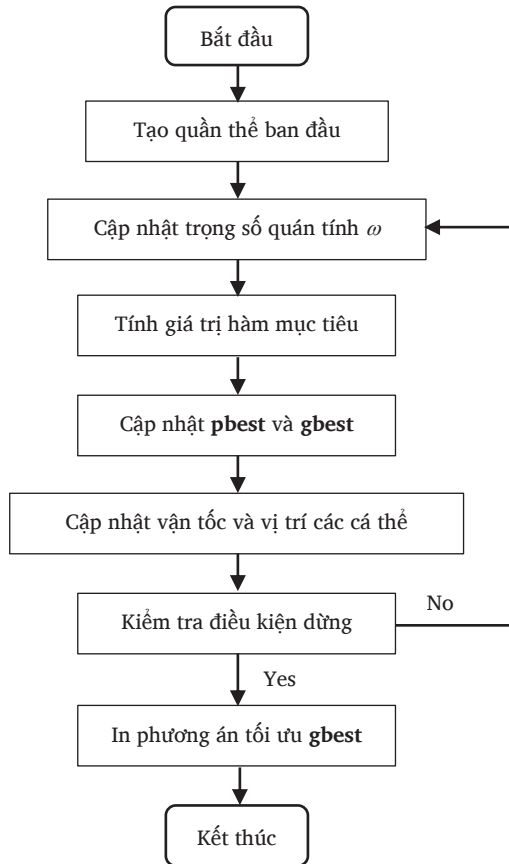 Bắt đầu
Tạo quần thể ban đầu
Cập nhật trọng số quán tính ω
Tính giá trị hàm mục tiêu
Cập nhật pbest và gbest
Cập nhật vận tốc và vị trí các cá thể
Kiểm tra điều kiện dừng
No
Yes
In phương án tối ưu gbest
Kết thúc